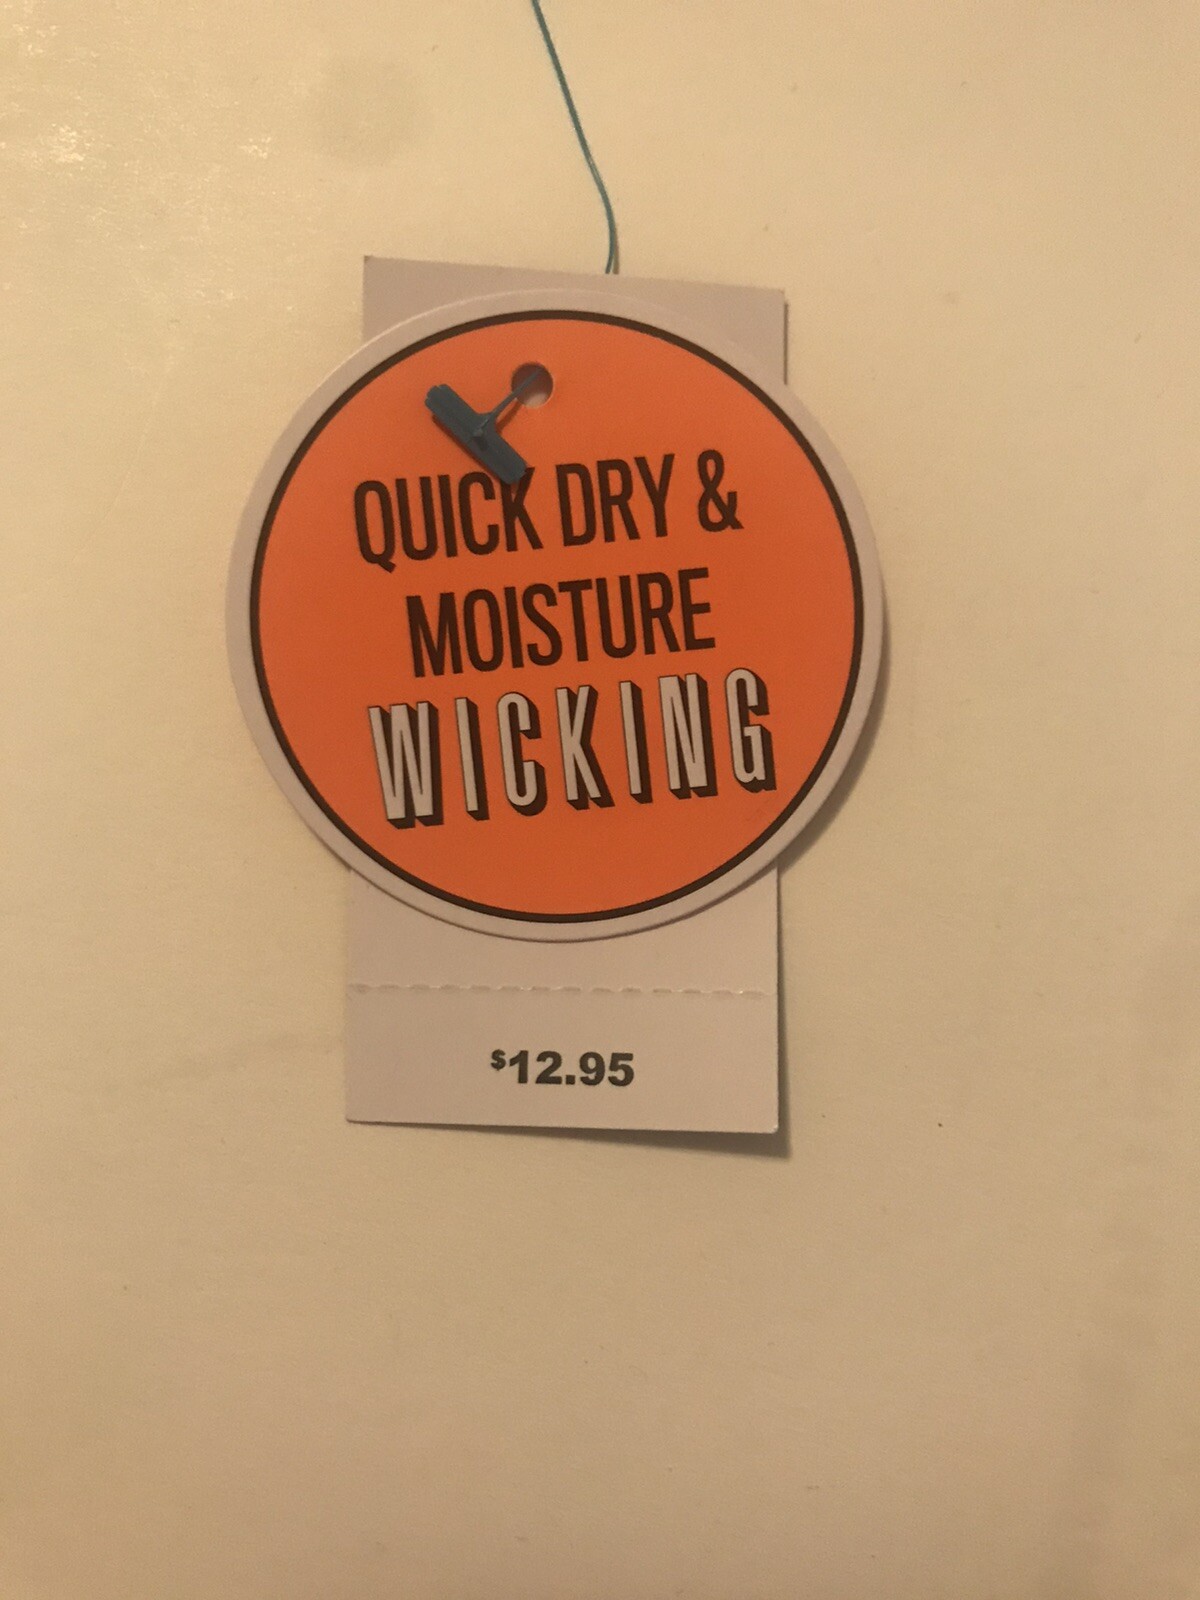 QUICK DRY &
MOISTURE
WICKING
$12.95